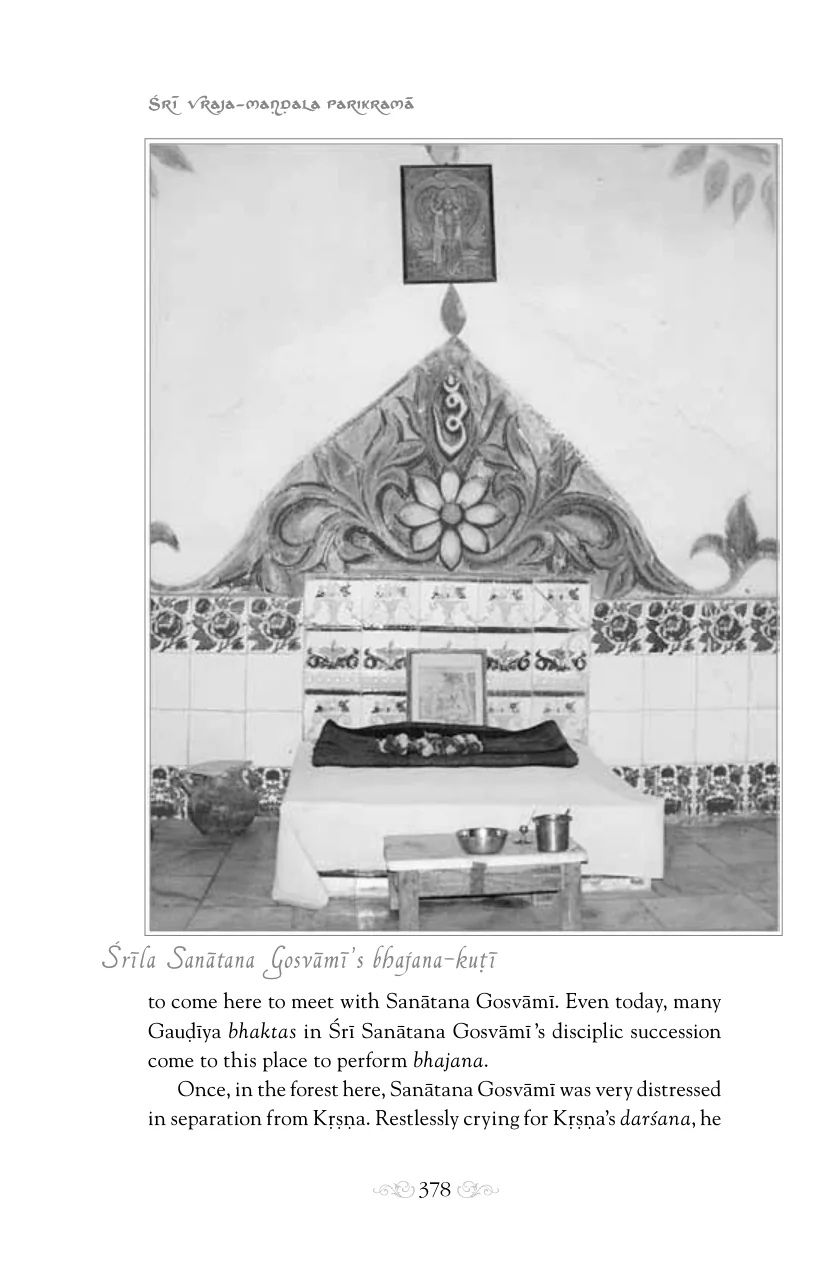 Śrī Vraja-maṇḍala Parikramā
ॐ
Śrīla Sanātana Gosvāmī's bhajana-kuṭī
to come here to meet with Sanātana Gosvāmī. Even today, many
Gauḍīya bhaktas in Śrī Sanātana Gosvāmī's disciplic succession
come to this place to perform bhajana.
Once, in the forest here, Sanātana Gosvāmī was very distressed
in separation from Kṛṣṇa. Restlessly crying for Kṛṣṇa's darśana, he
378